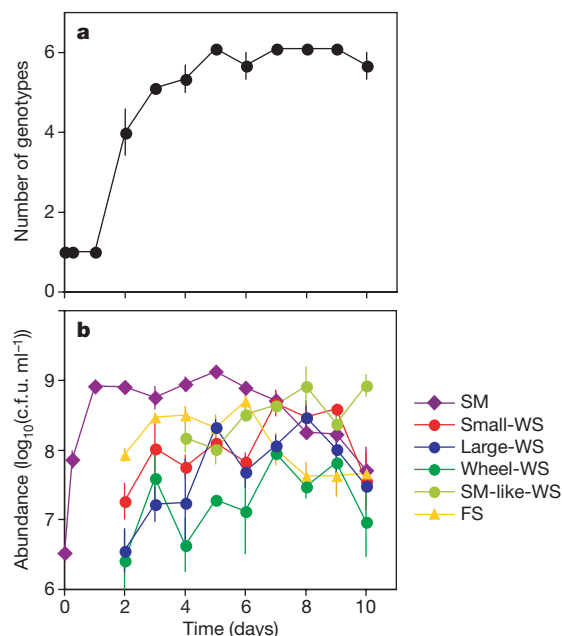 a
Number of genotypes
6
4
2
0
b
Abundance (log10(c.f.u. ml−1))
9
8
7
6
0 2 4 6 8 10
Time (days)
SM
Small-WS
Large-WS
Wheel-WS
SM-like-WS
FS